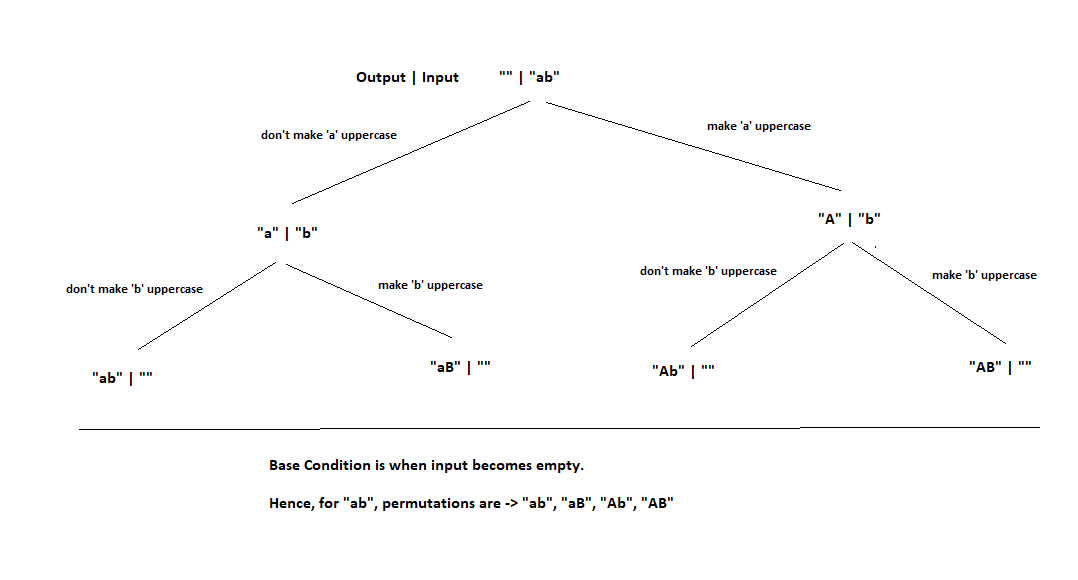 Output | Input "" | "ab"
don't make 'a' uppercase
make 'a' uppercase
"a" | "b"
"A" | "b"
don't make 'b' uppercase
make 'b' uppercase
don't make 'b' uppercase
make 'b' uppercase
"ab" | ""
"aB" | ""
"Ab" | ""
"AB" | ""
Base Condition is when input becomes empty.
Hence, for "ab", permutations are -> "ab", "aB", "Ab", "AB"